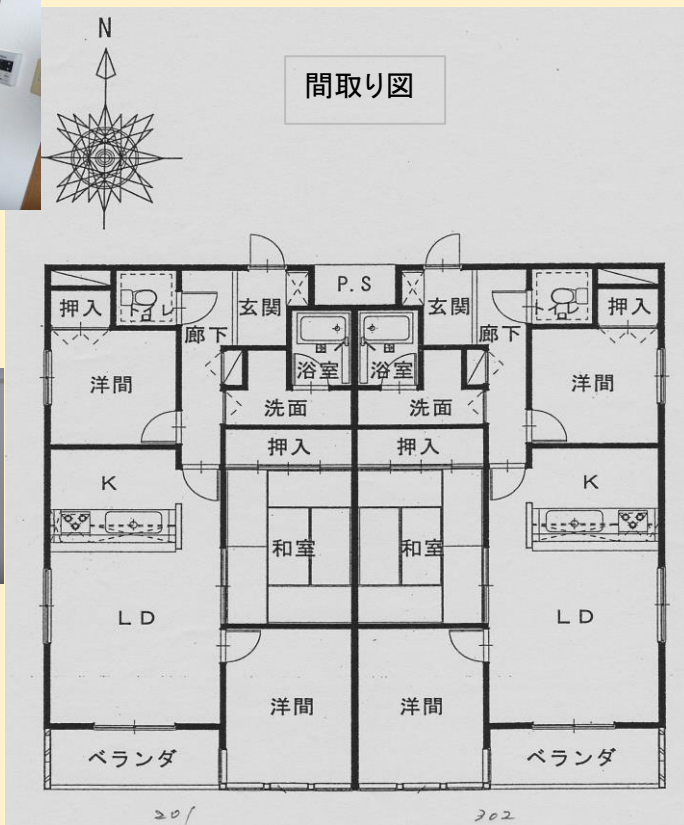 N
間取り図
P.S
押入
トイレ
玄関
玄関
トイレ
押入
廊下
廊下
浴室
浴室
洋間
洋間
洗面
洗面
押入
押入
K
K
和室
和室
LD
LD
洋間
洋間
ベランダ
ベランダ
201
302